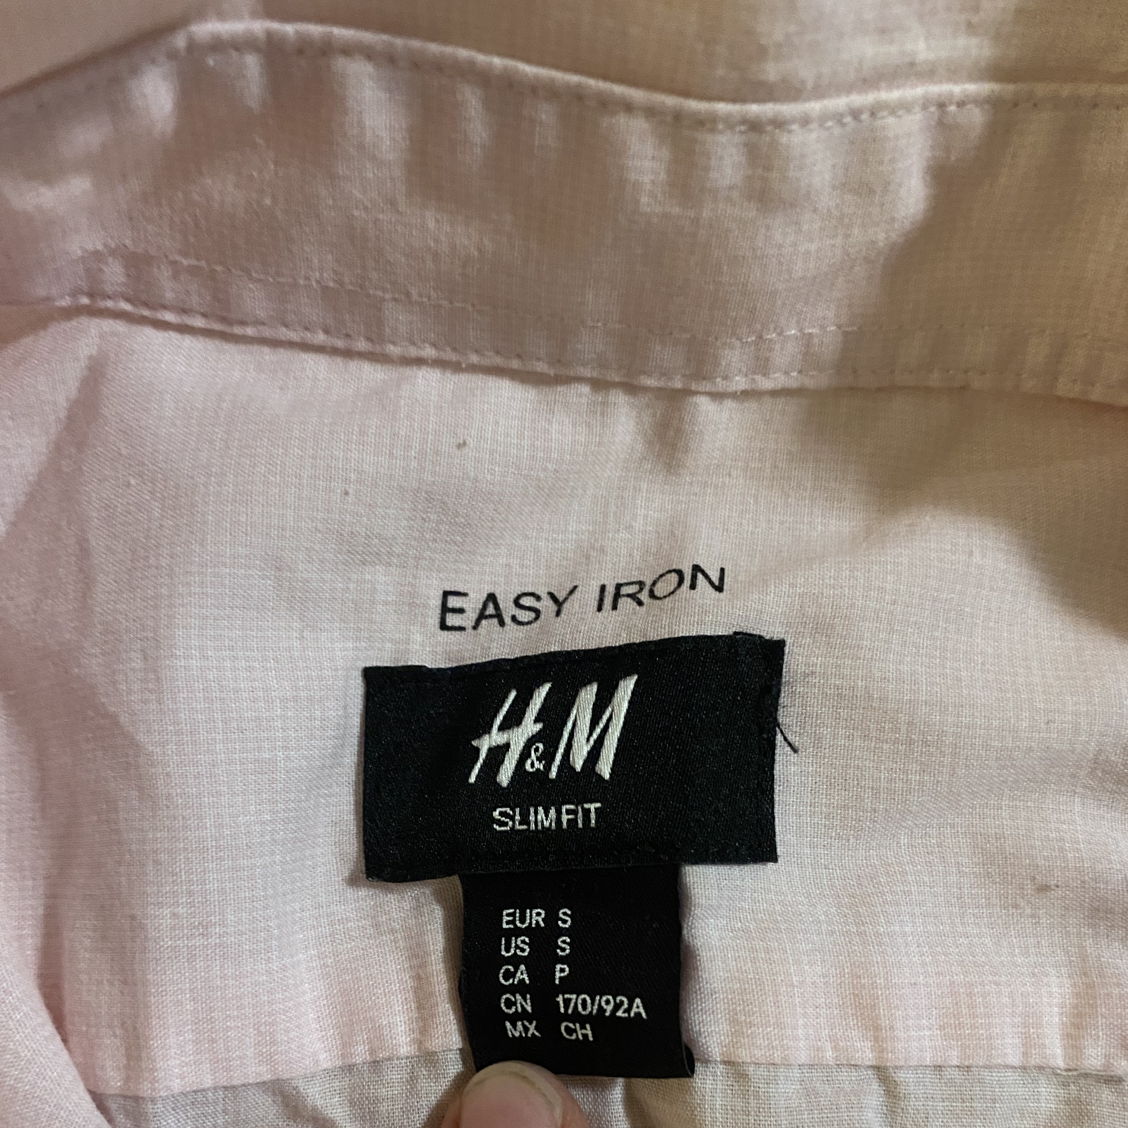 EASY IRON
H&M
SLIM FIT
EUR S
US S
CA P
CN 170/92A
MX CH